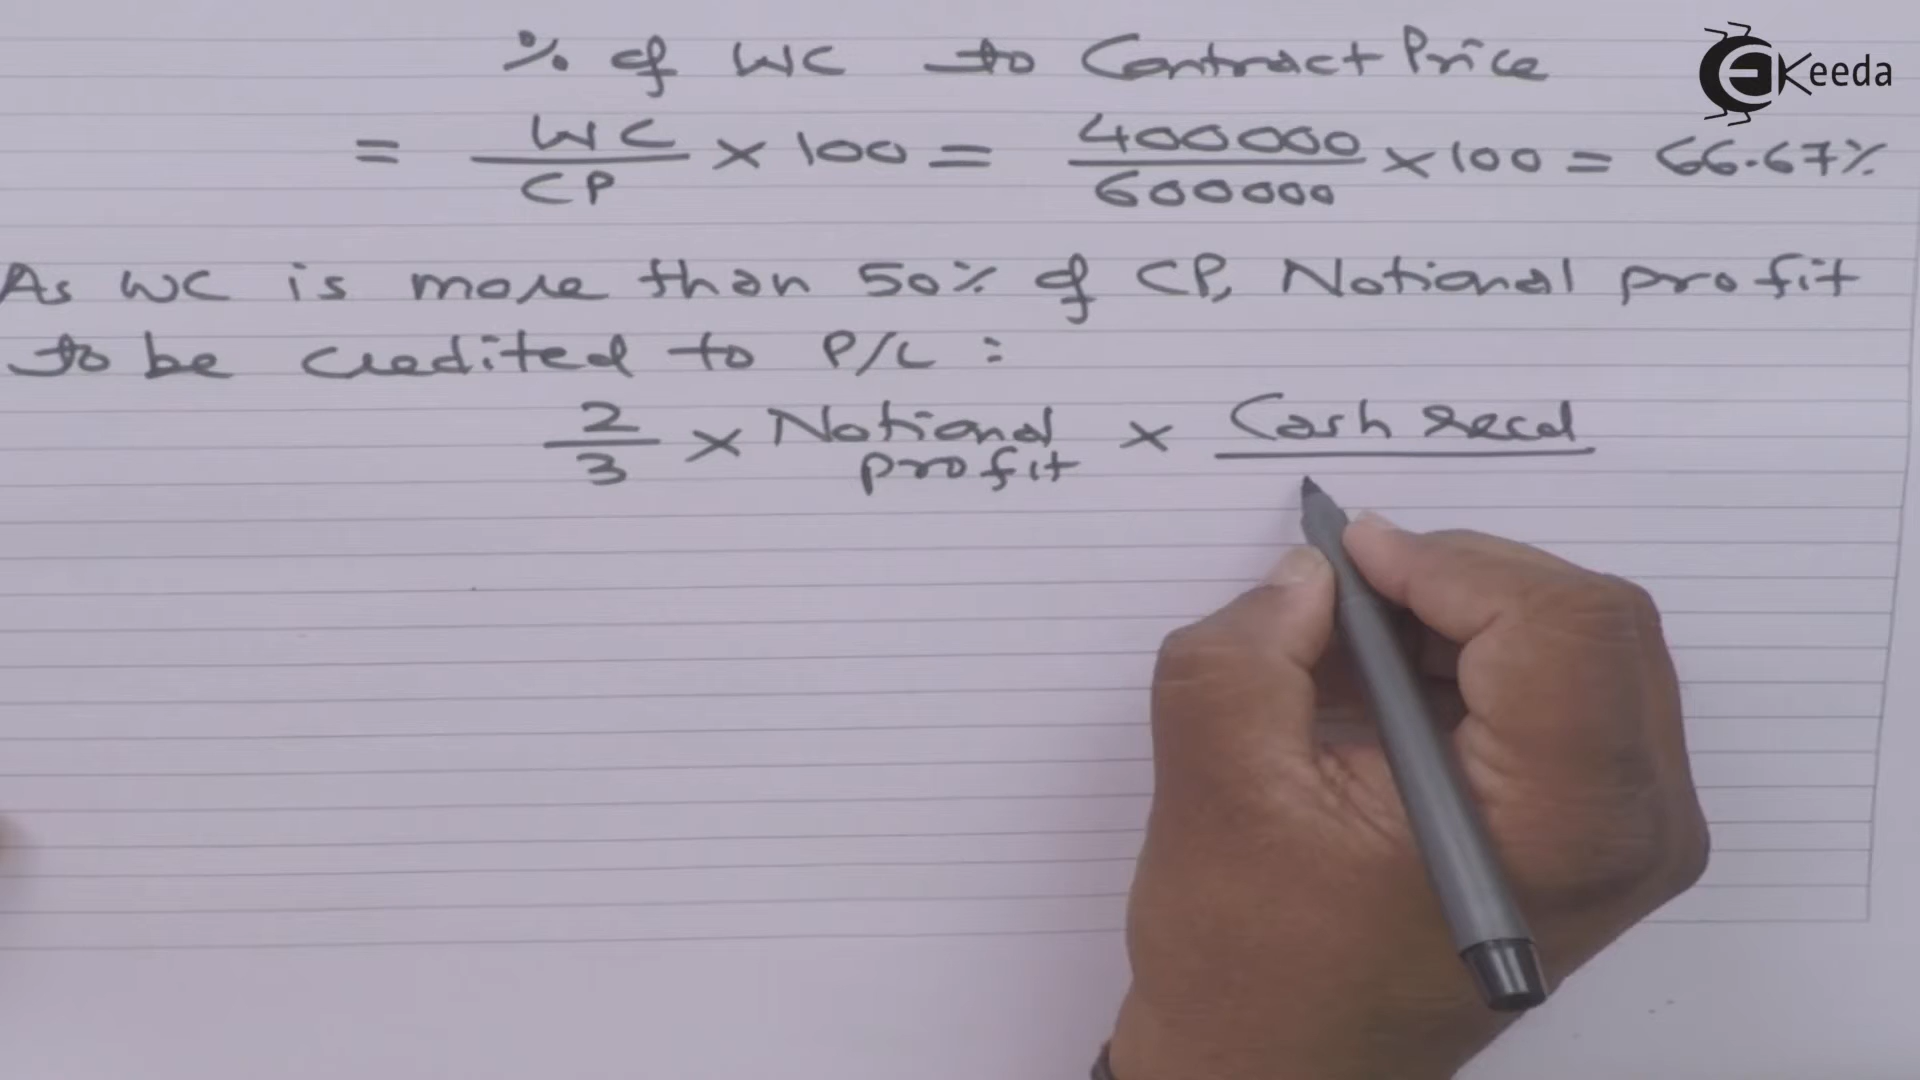 % of WC to Contract Price
= WC/CP × 100 = 400000/600000 × 100 = 66.67%
As WC is more than 50% of CP, Notional profit
to be credited to P/L :
2/3 × Notional profit × Cash recd
EKeeda